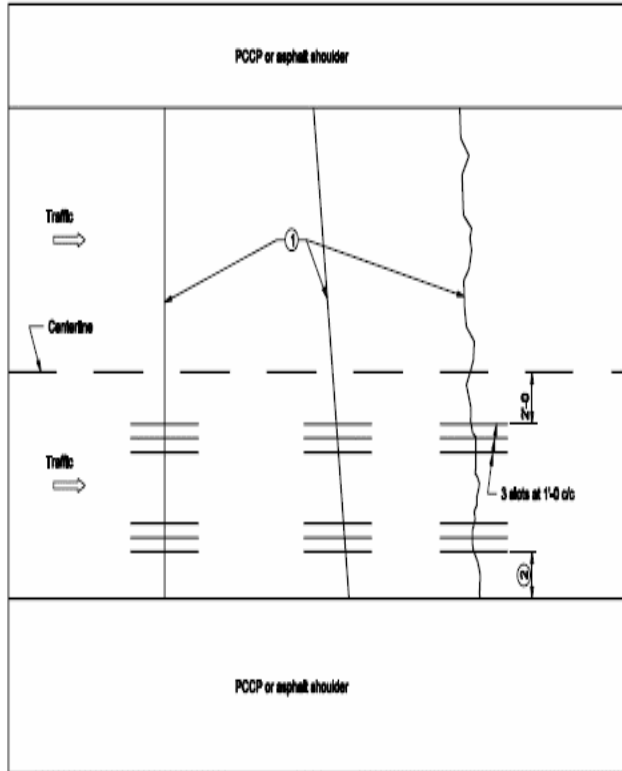 PCCP or asphalt shoulder
Traffic
1
Centerline
2'-0
Traffic
3 slots at 1'-0 c/c
2
PCCP or asphalt shoulder